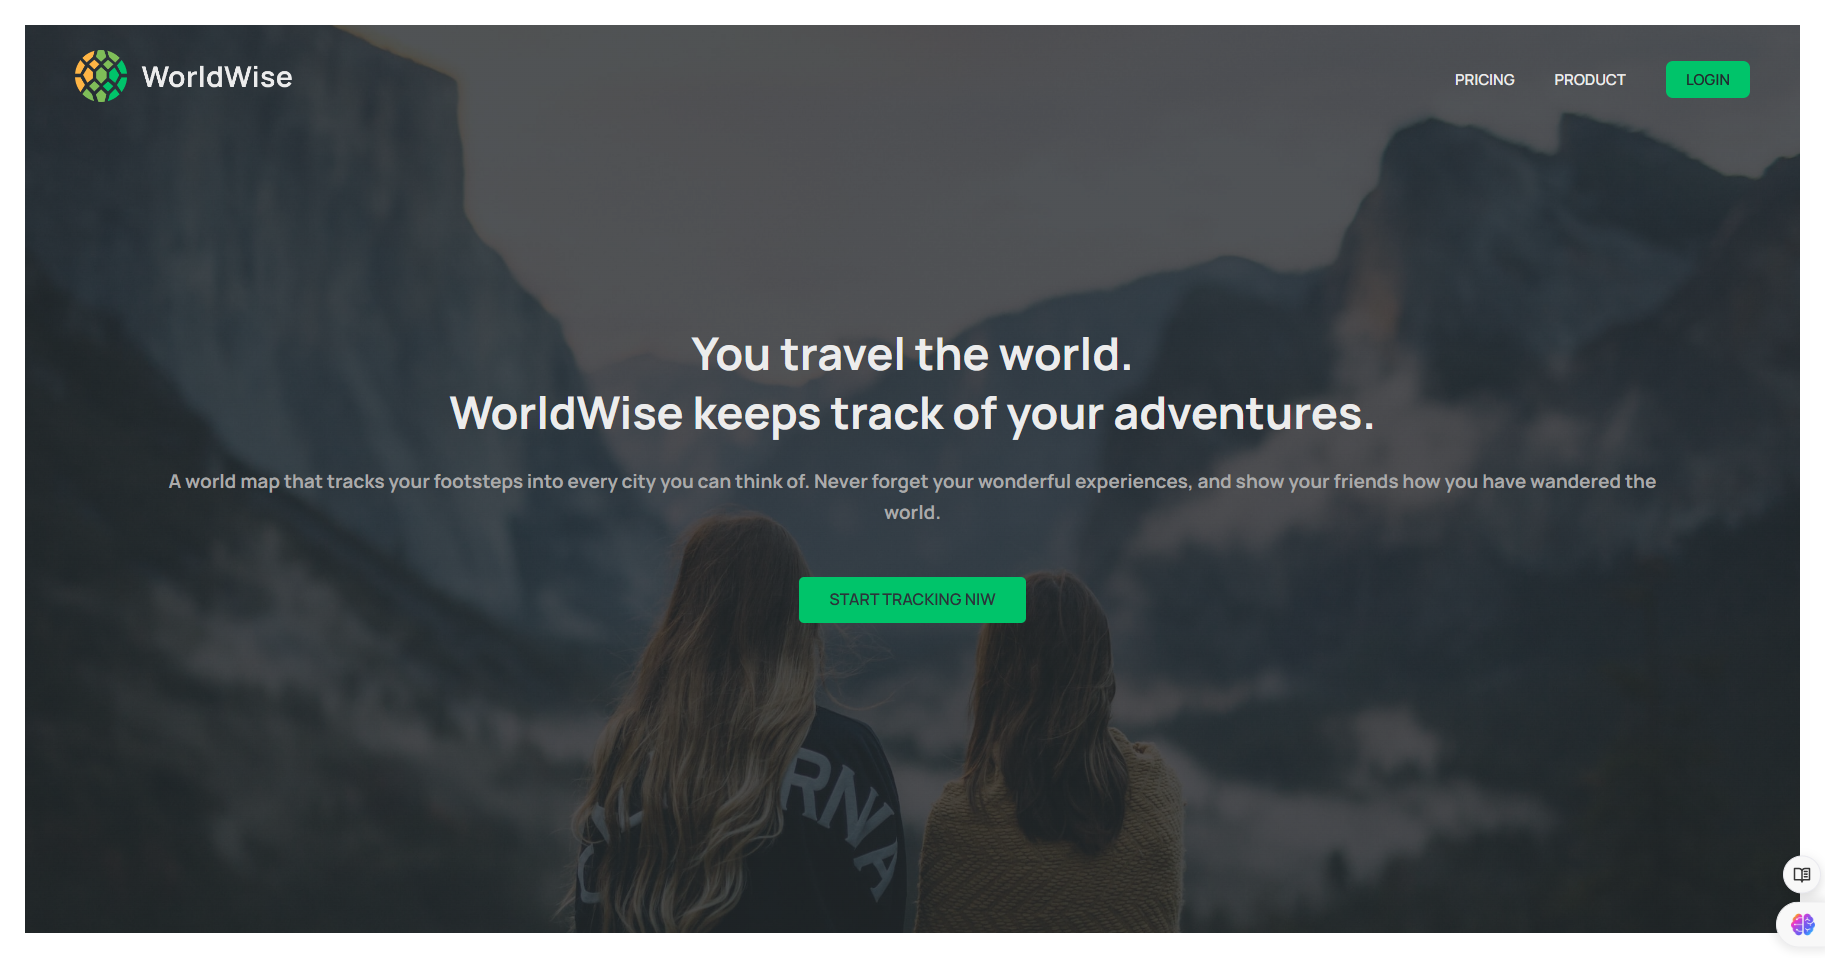 WorldWise
PRICING
PRODUCT
LOGIN
You travel the world.
WorldWise keeps track of your adventures.
A world map that tracks your footsteps into every city you can think of. Never forget your wonderful experiences, and show your friends how you have wandered the
world.
START TRACKING NIW
RNA